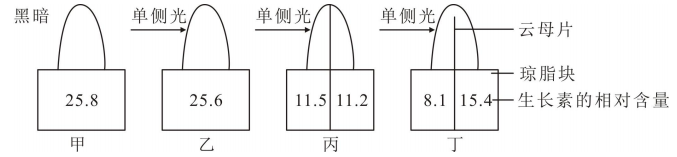 黑暗 单侧光 单侧光 单侧光
云母片
琼脂块
25.8 25.6 11.5 11.2 8.1 15.4 生长素的相对含量
甲 乙 丙 丁